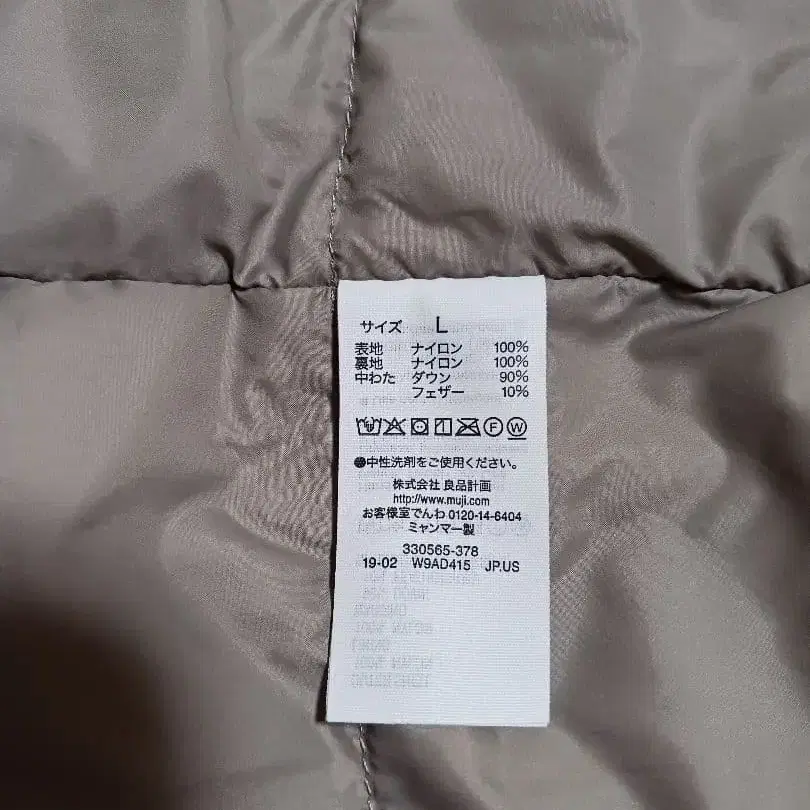 サイズ L
表地 ナイロン 100%
裏地 ナイロン 100%
中わた ダウン 90%
フェザー 10%
F W
●中性洗剤をご使用ください。
株式会社 良品計画
http://www.muji.com
お客様室でんわ 0120-14-6404
ミャンマー製
330565-378
19-02 W9AD415 JP.US